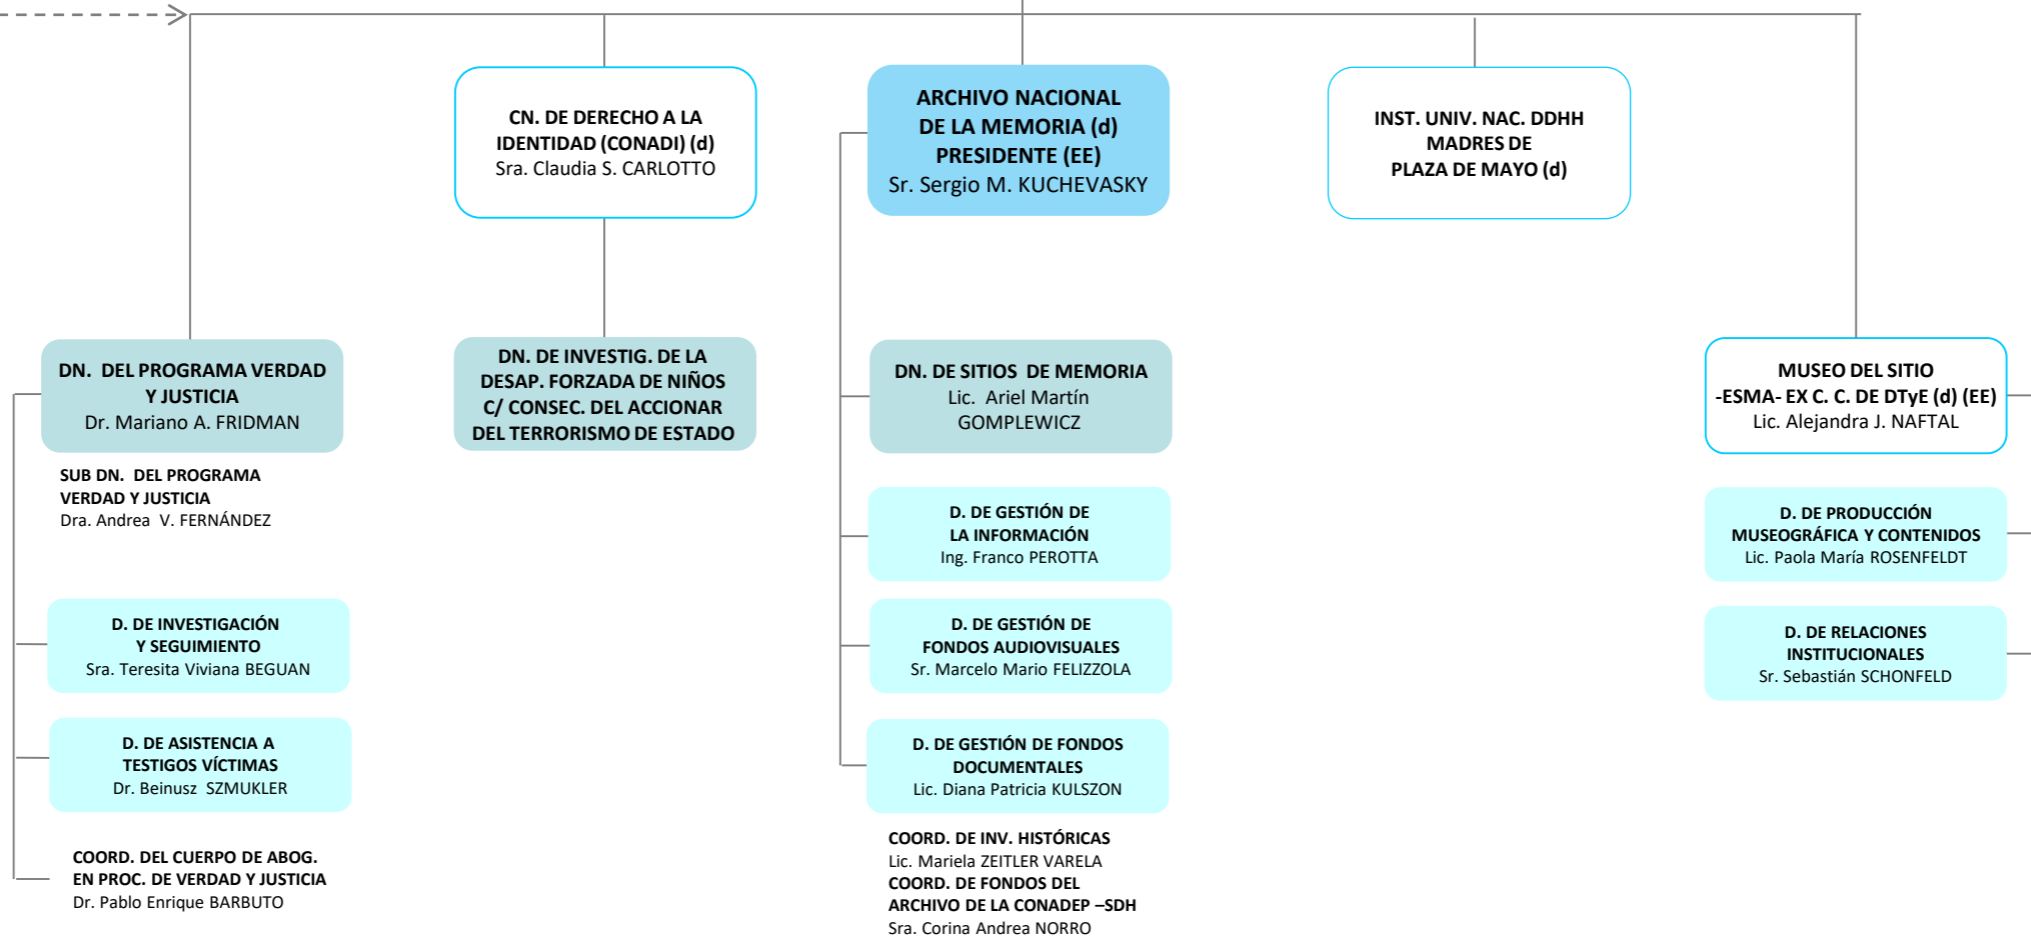 CN. DE DERECHO A LA
IDENTIDAD (CONADI) (d)
Sra. Claudia S. CARLOTTO
ARCHIVO NACIONAL
DE LA MEMORIA (d)
PRESIDENTE (EE)
Sr. Sergio M. KUCHEVASKY
INST. UNIV. NAC. DDHH
MADRES DE
PLAZA DE MAYO (d)
DN. DEL PROGRAMA VERDAD
Y JUSTICIA
Dr. Mariano A. FRIDMAN
SUB DN. DEL PROGRAMA
VERDAD Y JUSTICIA
Dra. Andrea V. FERNÁNDEZ
D. DE INVESTIGACIÓN
Y SEGUIMIENTO
Sra. Teresita Viviana BEGUAN
D. DE ASISTENCIA A
TESTIGOS VÍCTIMAS
Dr. Beinusz SZMUKLER
COORD. DEL CUERPO DE ABOG.
EN PROC. DE VERDAD Y JUSTICIA
Dr. Pablo Enrique BARBUTO
DN. DE INVESTIG. DE LA
DESAP. FORZADA DE NIÑOS
C/ CONSEC. DEL ACCIONAR
DEL TERRORISMO DE ESTADO
DN. DE SITIOS DE MEMORIA
Lic. Ariel Martín
GOMPLEWICZ
D. DE GESTIÓN DE
LA INFORMACIÓN
Ing. Franco PEROTTA
D. DE GESTIÓN DE
FONDOS AUDIOVISUALES
Sr. Marcelo Mario FELIZZOLA
D. DE GESTIÓN DE FONDOS
DOCUMENTALES
Lic. Diana Patricia KULSZON
COORD. DE INV. HISTÓRICAS
Lic. Mariela ZEITLER VARELA
COORD. DE FONDOS DEL
ARCHIVO DE LA CONADEP –SDH
Sra. Corina Andrea NORRO
MUSEO DEL SITIO
-ESMA- EX C. C. DE DTyE (d) (EE)
Lic. Alejandra J. NAFTAL
D. DE PRODUCCIÓN
MUSEOGRÁFICA Y CONTENIDOS
Lic. Paola María ROSENFELDT
D. DE RELACIONES
INSTITUCIONALES
Sr. Sebastián SCHONFELD